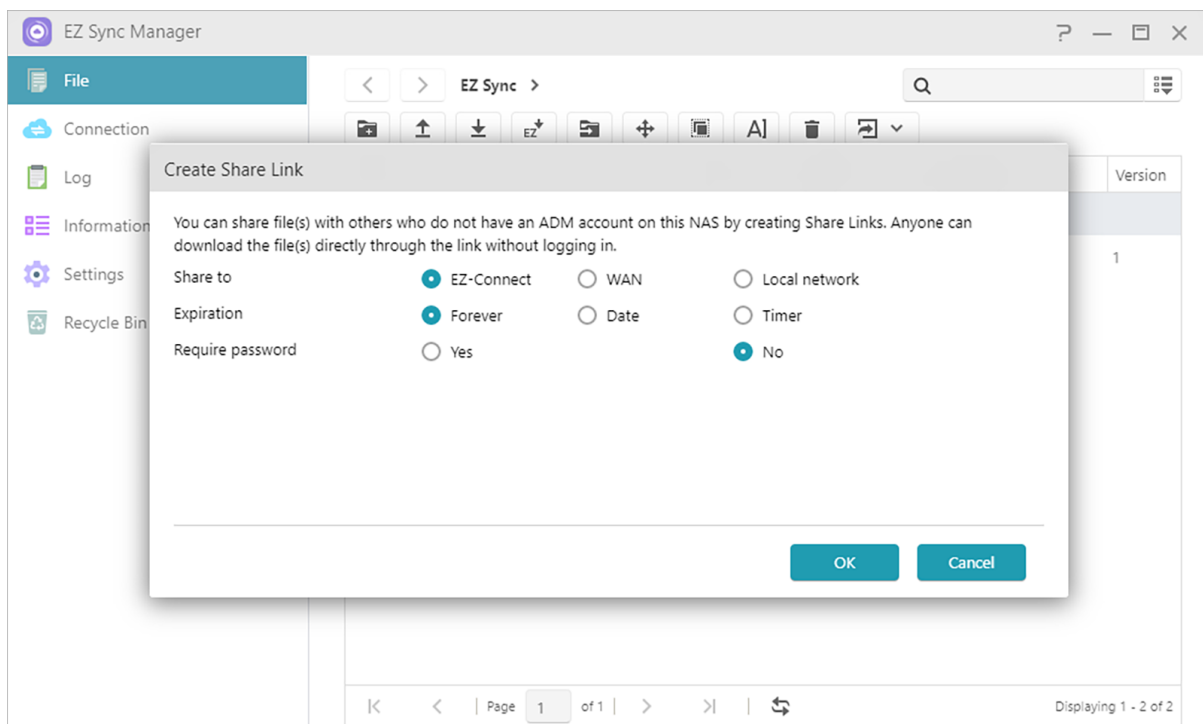 EZ Sync Manager
File
EZ Sync
Connection
EZ
A]
Create Share Link
Log
Version
You can share file(s) with others who do not have an ADM account on this NAS by creating Share Links. Anyone can
download the file(s) directly through the link without logging in.
Information
Share to EZ-Connect WAN Local network
1
Settings
Expiration Forever Date Timer
Recycle Bin
Require password Yes No
OK Cancel
Page 1 of 1 Displaying 1 - 2 of 2